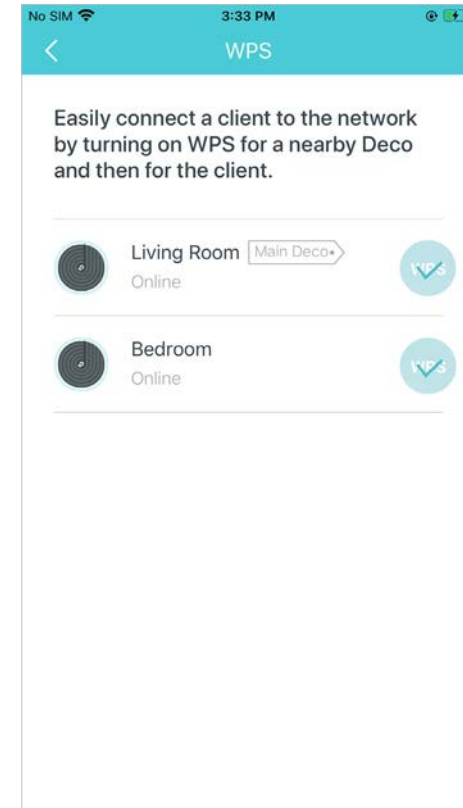 No SIM 3:33 PM
WPS
Easily connect a client to the network
by turning on WPS for a nearby Deco
and then for the client.
Living Room Main Deco
Online
WPS
Bedroom
Online
WPS